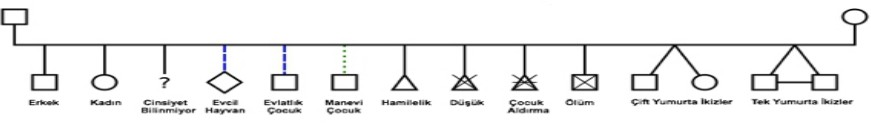 ?
Erkek
Kadın
Cinsiyet
Bilinmiyor
Evcil
Hayvan
Evlatlık
Çocuk
Manevi
Çocuk
Hamilelik
Düşük
Çocuk
Aldırma
Ölüm
Çift Yumurta İkizler
Tek Yumurta İkizler